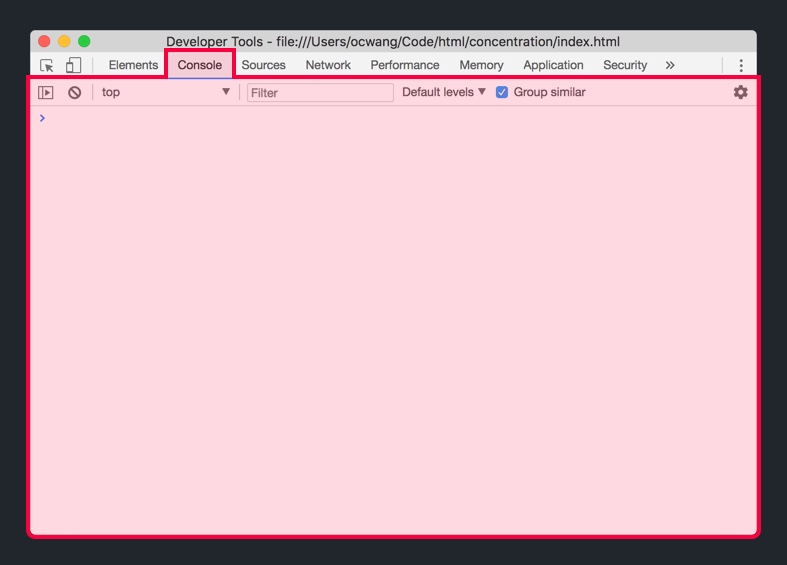 Developer Tools - file:///Users/ocwang/Code/html/concentration/index.html
Elements Console Sources Network Performance Memory Application Security »
top ▼ Filter Default levels ▼ Group similar
›